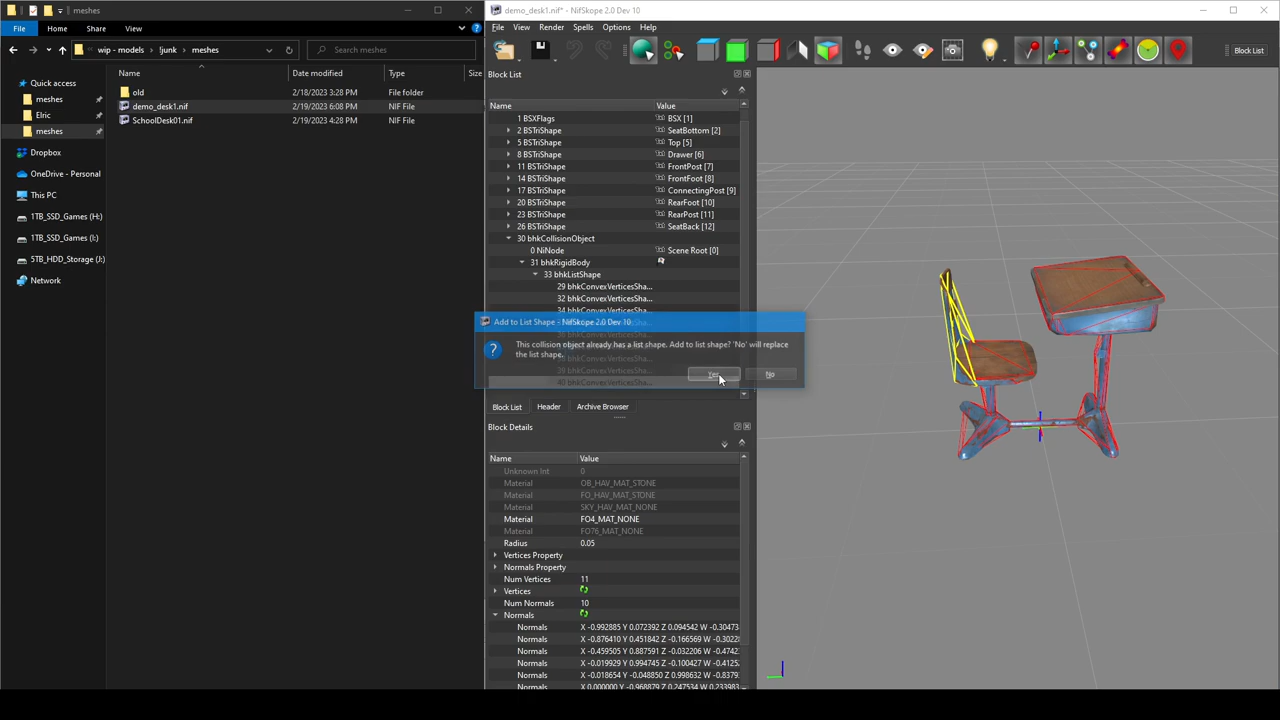 meshes
demo_desk1.nif* - NifSkope 2.0 Dev 10
File Home Share View
File View Render Spells Options Help
wip - models › !junk › meshes
Search meshes
Block List
Block List
Name Date modified Type Size
Quick access
meshes
Elric
meshes
Dropbox
OneDrive - Personal
This PC
1TB_SSD_Games (H:)
1TB_SSD_Games (I:)
5TB_HDD_Storage (J:)
Network
old 2/18/2023 3:28 PM File folder
demo_desk1.nif 2/19/2023 6:08 PM NIF File
SchoolDesk01.nif 2/19/2023 4:28 PM NIF File
Name Value
1 BSXFlags BSX [1]
2 BSTriShape SeatBottom [2]
5 BSTriShape Top [5]
8 BSTriShape Drawer [6]
11 BSTriShape FrontPost [7]
14 BSTriShape FrontFoot [8]
17 BSTriShape ConnectingPost [9]
20 BSTriShape RearFoot [10]
23 BSTriShape RearPost [11]
26 BSTriShape SeatBack [12]
30 bhkCollisionObject
0 NiNode Scene Root [0]
31 bhkRigidBody
33 bhkListShape
29 bhkConvexVerticesSha...
32 bhkConvexVerticesSha...
Add to List Shape - NifSkope 2.0 Dev 10
This collision object already has a list shape. Add to list shape? 'No' will replace
the list shape.
Yes No
40 bhkConvexVerticesSha...
Block List Header Archive Browser
Block Details
Name Value
Unknown Int 0
Material OB_HAV_MAT_STONE
Material FO_HAV_MAT_STONE
Material SKY_HAV_MAT_NONE
Material FO4_MAT_NONE
Material FO76_MAT_NONE
Radius 0.05
Vertices Property
Normals Property
Num Vertices 11
Vertices
Num Normals 10
Normals
Normals X -0.992885 Y 0.072392 Z 0.094542 W -0.30473
Normals X -0.876410 Y 0.451842 Z -0.166569 W -0.3022
Normals X -0.459505 Y 0.887591 Z -0.032206 W -0.4742
Normals X -0.019929 Y 0.994745 Z -0.100427 W -0.4125
Normals X -0.018654 Y -0.048850 Z 0.998632 W -0.8379
Normals X 0.000000 Y -0.968879 Z 0.247534 W 0.23398